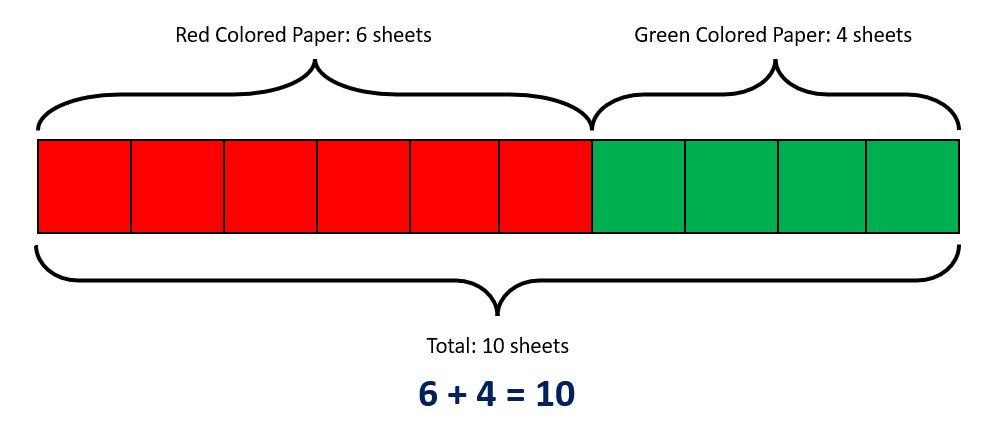 Red Colored Paper: 6 sheets
Green Colored Paper: 4 sheets
Total: 10 sheets
6 + 4 = 10